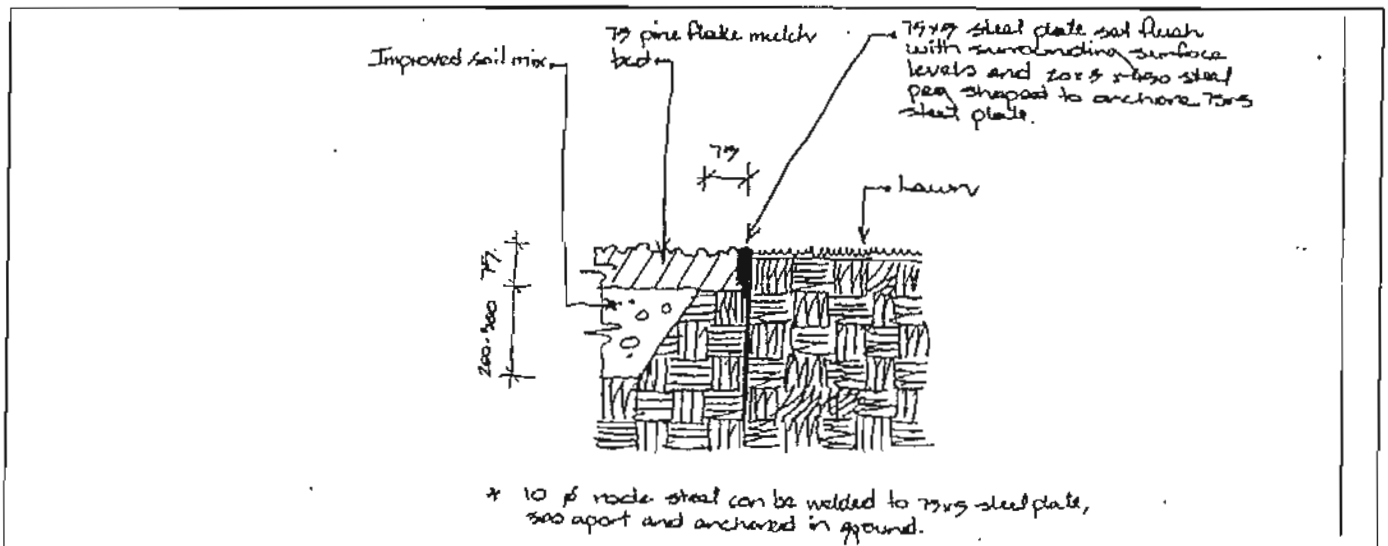 75 pine flake mulch
bed
Improved soil mix
75x5 steel plate set flush
with surrounding surface
levels and 20x5x450 steel
peg shaped to anchore 75x5
steel plate.
75
Lawn
75
200-300
* 10 ø rode steel can be welded to 75x5 steel plate,
300 apart and anchored in ground.